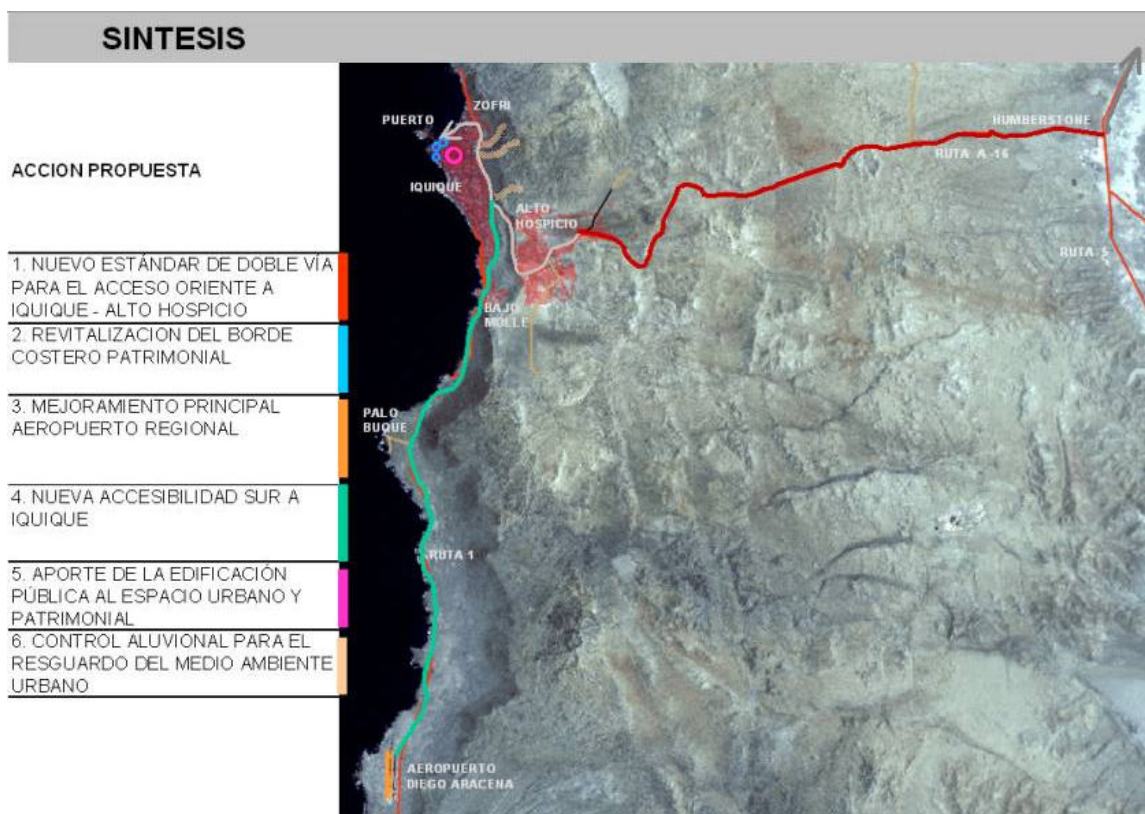 SINTESIS
ACCION PROPUESTA
1. NUEVO ESTÁNDAR DE DOBLE VÍA
PARA EL ACCESO ORIENTE A
IQUIQUE - ALTO HOSPICIO
2. REVITALIZACION DEL BORDE
COSTERO PATRIMONIAL
3. MEJORAMIENTO PRINCIPAL
AEROPUERTO REGIONAL
4. NUEVA ACCESIBILIDAD SUR A
IQUIQUE
5. APORTE DE LA EDIFICACIÓN
PÚBLICA AL ESPACIO URBANO Y
PATRIMONIAL
6. CONTROL ALUVIONAL PARA EL
RESGUARDO DEL MEDIO AMBIENTE
URBANO
ZOFRI
PUERTO
HUMBERSTONE
RUTA A-16
IQUIQUE
ALTO
HOSPICIO
RUTA 5
BAJO
MOLLE
PALO
BUQUE
RUTA 1
AEROPUERTO
DIEGO ARACENA